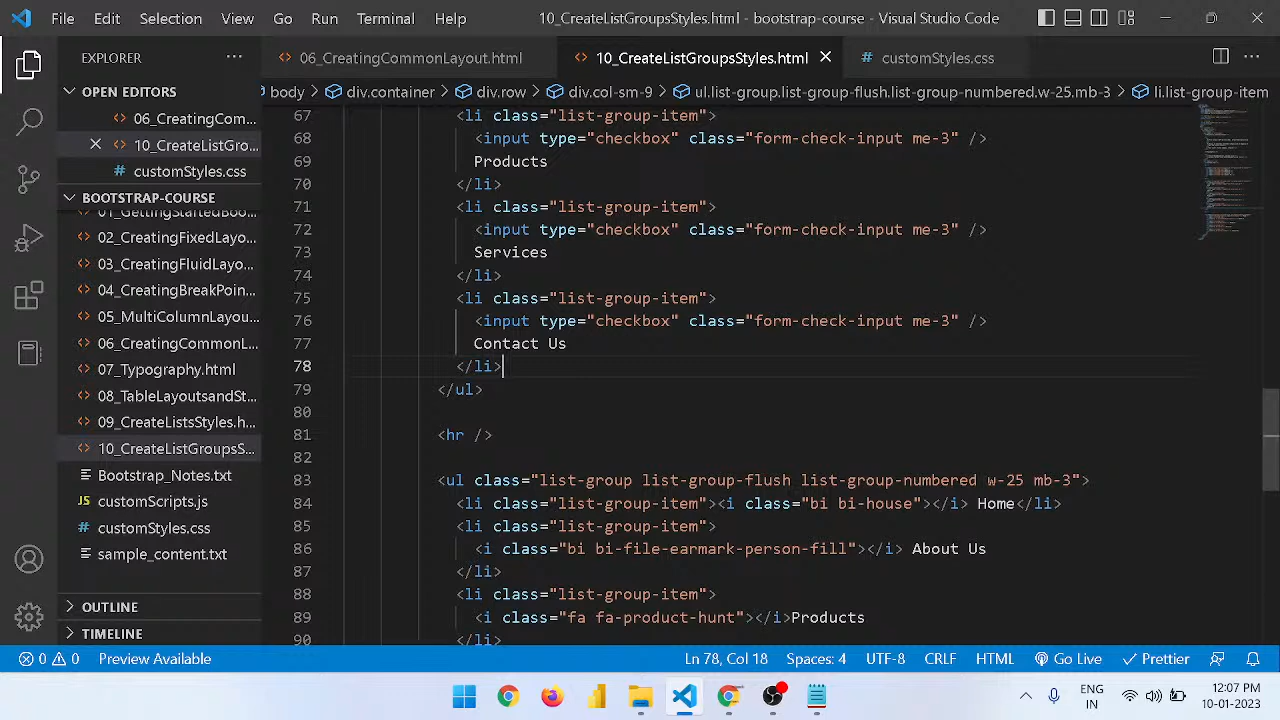 File Edit Selection View Go Run Terminal Help 10_CreateListGroupsStyles.html - bootstrap-course - Visual Studio Code
EXPLORER
06_CreatingCommonLayout.html 10_CreateListGroupsStyles.html customStyles.css
OPEN EDITORS
body div.container div.row div.col-sm-9 ul.list-group.list-group-flush.list-group-numbered.w-25.mb-3 li.list-group-item
06_CreatingCom...
10_CreateListGro...
customStyles.css
BOOTSTRAP-COURSE
02_CreatingFixedLayo...
03_CreatingFluidLayo...
04_CreatingBreakPoin...
05_MultiColumnLayou...
06_CreatingCommonL...
07_Typography.html
08_TableLayoutsandSt...
09_CreateListsStyles.h...
10_CreateListGroupsS...
Bootstrap_Notes.txt
JS customScripts.js
customStyles.css
sample_content.txt
OUTLINE
TIMELINE
67 <li class="list-group-item">
68 <input type="checkbox" class="form-check-input me-3" />
69 Products
70 </li>
71 <li class="list-group-item">
72 <input type="checkbox" class="form-check-input me-3" />
73 Services
74 </li>
75 <li class="list-group-item">
76 <input type="checkbox" class="form-check-input me-3" />
77 Contact Us
78 </li>
79 </ul>
80
81 <hr />
82
83 <ul class="list-group list-group-flush list-group-numbered w-25 mb-3">
84 <li class="list-group-item"><i class="bi bi-house"></i> Home</li>
85 <li class="list-group-item">
86 <i class="bi bi-file-earmark-person-fill"></i> About Us
87 </li>
88 <li class="list-group-item">
89 <i class="fa fa-product-hunt"></i>Products
90 </li>
0 0 Preview Available Ln 78, Col 18 Spaces: 4 UTF-8 CRLF HTML Go Live Prettier
ENG
IN
12:07 PM
10-01-2023